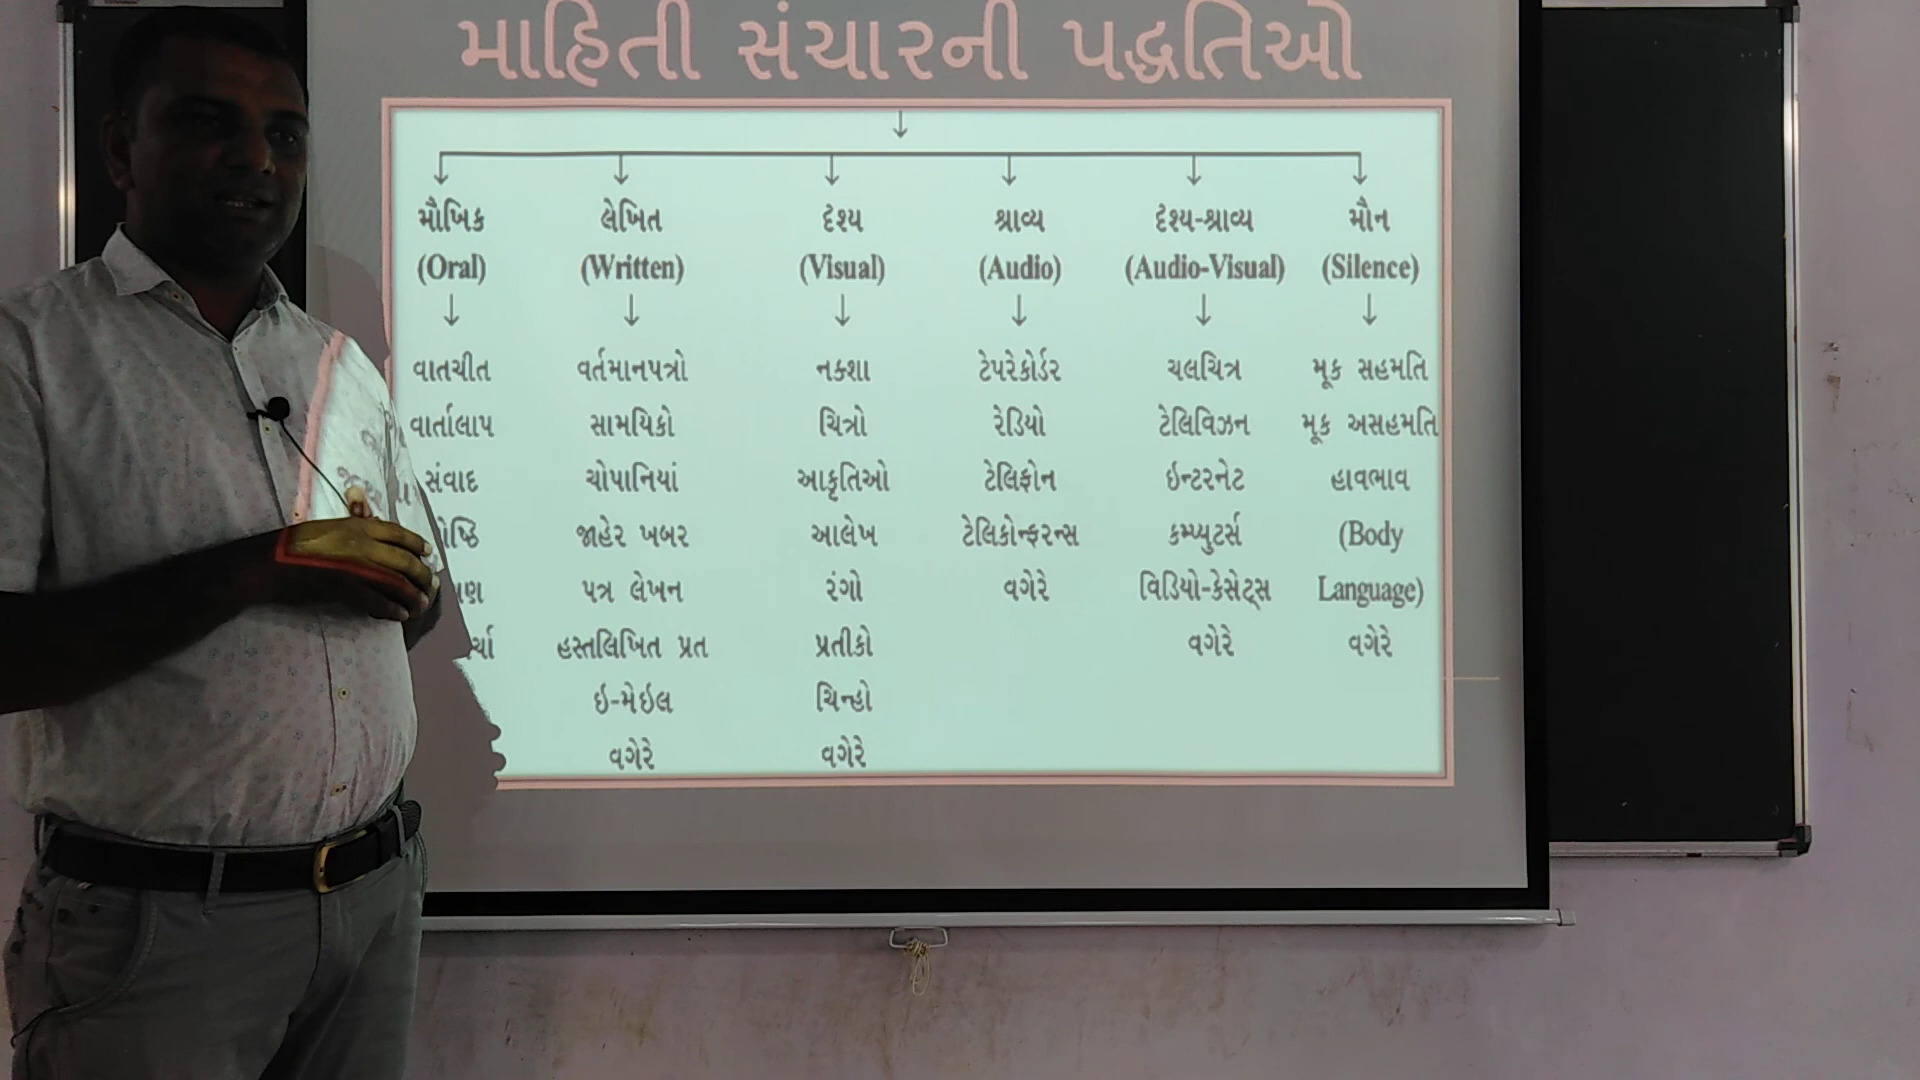 માહિતી સંચારની પદ્ધતિઓ
મૌખિક લેખિત દૃશ્ય શ્રાવ્ય દૃશ્ય-શ્રાવ્ય મૌન
(Oral) (Written) (Visual) (Audio) (Audio-Visual) (Silence)
વાતચીત વર્તમાનપત્રો નકશા ટેપરેકોર્ડર ચલચિત્ર મૂક સહમતિ
વાર્તાલાપ સામયિકો ચિત્રો રેડિયો ટેલિવિઝન મૂક અસહમતિ
સંવાદ ચોપાનિયાં આકૃતિઓ ટેલિફોન ઇન્ટરનેટ હાવભાવ
જાહેર ખબર આલેખ ટેલિકોન્ફરન્સ કમ્પ્યુટર્સ (Body
પત્ર લેખન રંગો વગેરે વિડિયો-કેસેટ્સ Language)
હસ્તલિખિત પ્રત પ્રતીકો વગેરે વગેરે
ઇ-મેઇલ ચિન્હો
વગેરે વગેરે